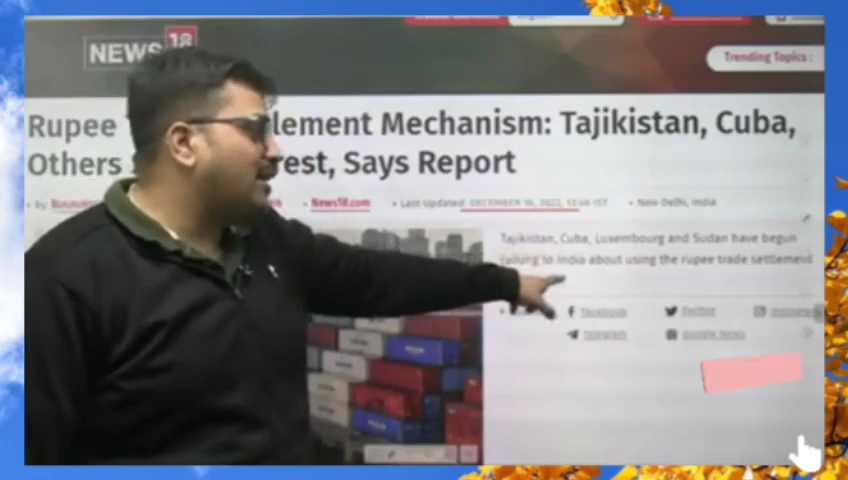 NEWS18
Trending Topics :
Rupee lement Mechanism: Tajikistan, Cuba,
Others rest, Says Report
• By • News18.com • Last Updated: DECEMBER 16, 2022, IST • New Delhi, India
Tajikistan, Cuba, Luxembourg and Sudan have begun
talking to India about using the rupee trade settlement
Facebook Twitter Instagram
Telegram Google News